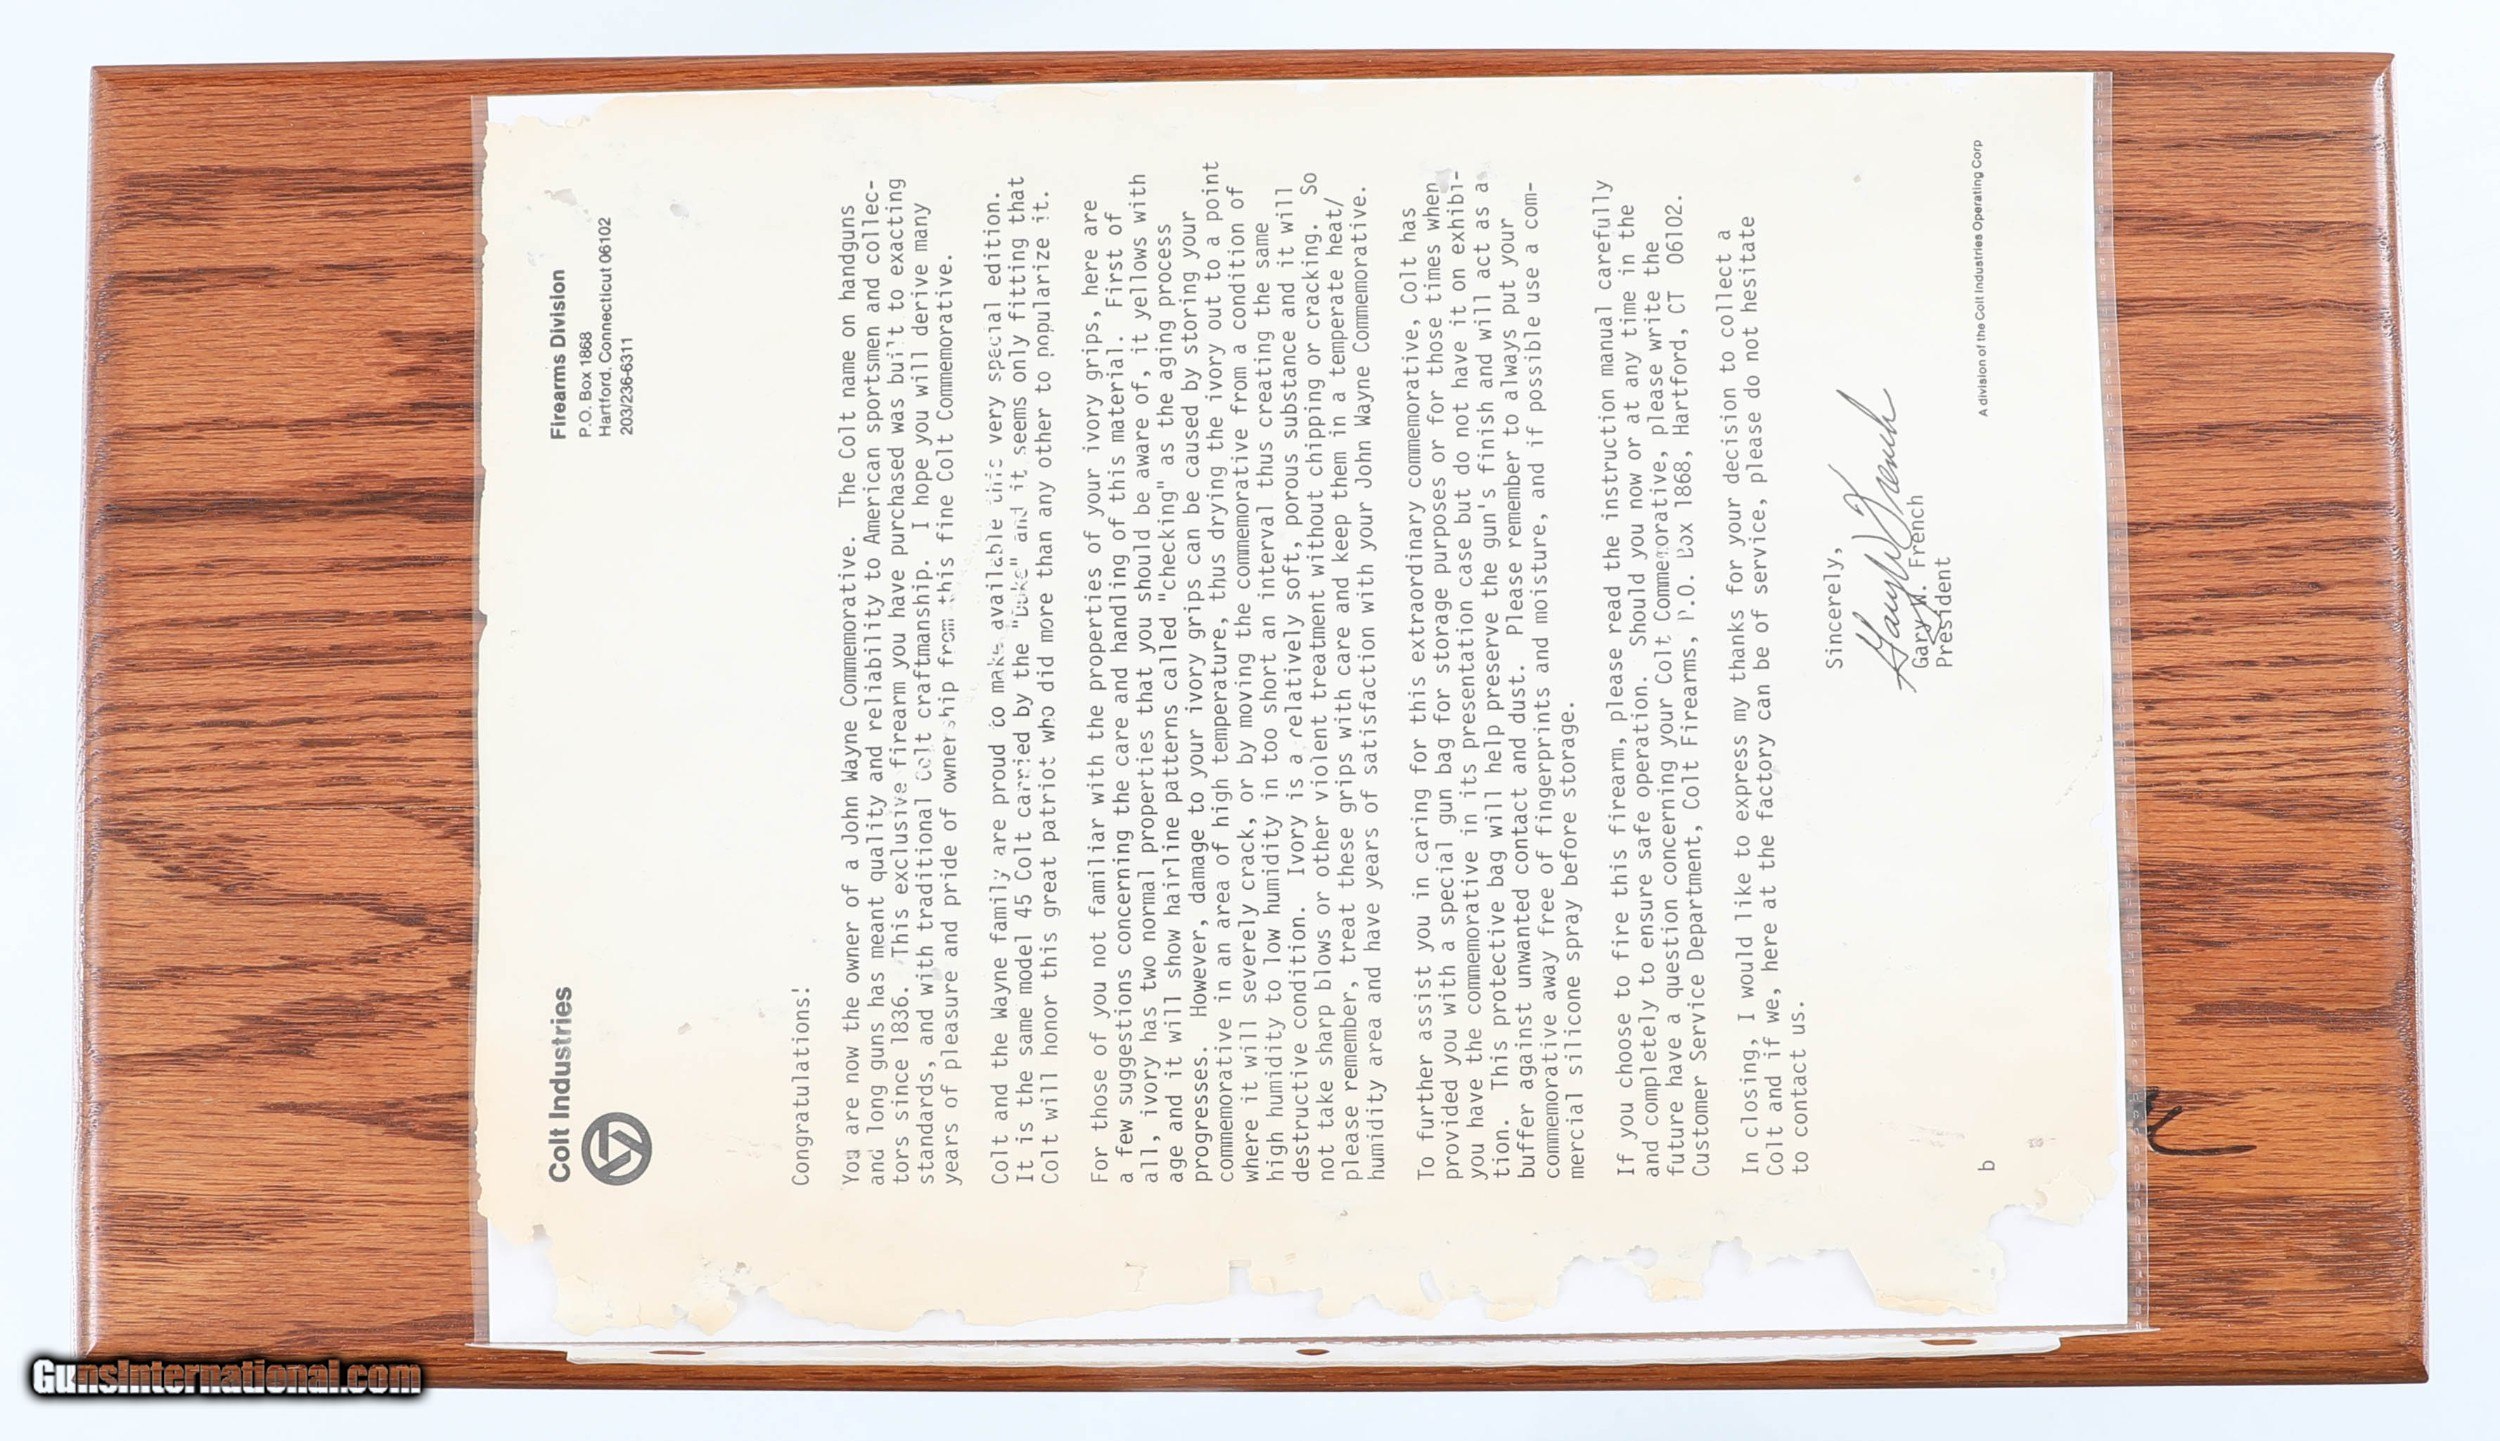 Colt Industries
Firearms Division
P.O. Box 1868
Hartford, Connecticut 06102
203/236-6311
Congratulations!
You are now the owner of a John Wayne Commemorative. The Colt name on handguns
and long guns has meant quality and reliability to American sportsmen and collec-
tors since 1836. This exclusive firearm you have purchased was built to exacting
standards, and with traditional Colt craftmanship. I hope you will derive many
years of pleasure and pride of ownership from this fine Colt Commemorative.
Colt and the Wayne family are proud to make available this very special edition.
It is the same model 45 Colt carried by the "Duke" and it seems only fitting that
Colt will honor this great patriot who did more than any other to popularize it.
For those of you not familiar with the properties of your ivory grips, here are
a few suggestions concerning the care and handling of this material. First of
all, ivory has two normal properties that you should be aware of, it yellows with
age and it will show hairline patterns called "checking" as the aging process
progresses. However, damage to your ivory grips can be caused by storing your
commemorative in an area of high temperature, thus drying the ivory out to a point
where it will severely crack, or by moving the commemorative from a condition of
high humidity to low humidity in too short an interval thus creating the same
destructive condition. Ivory is a relatively soft, porous substance and it will
not take sharp blows or other violent treatment without chipping or cracking. So
please remember, treat these grips with care and keep them in a temperate heat/
humidity area and have years of satisfaction with your John Wayne Commemorative.
To further assist you in caring for this extraordinary commemorative, Colt has
provided you with a special gun bag for storage purposes or for those times when
you have the commemorative in its presentation case but do not have it on exhibi-
tion. This protective bag will help preserve the gun's finish and will act as a
buffer against unwanted contact and dust. Please remember to always put your
commemorative away free of fingerprints and moisture, and if possible use a com-
mercial silicone spray before storage.
If you choose to fire this firearm, please read the instruction manual carefully
and completely to ensure safe operation. Should you now or at any time in the
future have a question concerning your Colt Commemorative, please write the
Customer Service Department, Colt Firearms, P.O. Box 1868, Hartford, CT 06102.
In closing, I would like to express my thanks for your decision to collect a
Colt and if we, here at the factory can be of service, please do not hesitate
to contact us.
Sincerely,
Gary W. French
Gary W. French
President
b
A division of the Colt Industries Operating Corp
GunsInternational.com